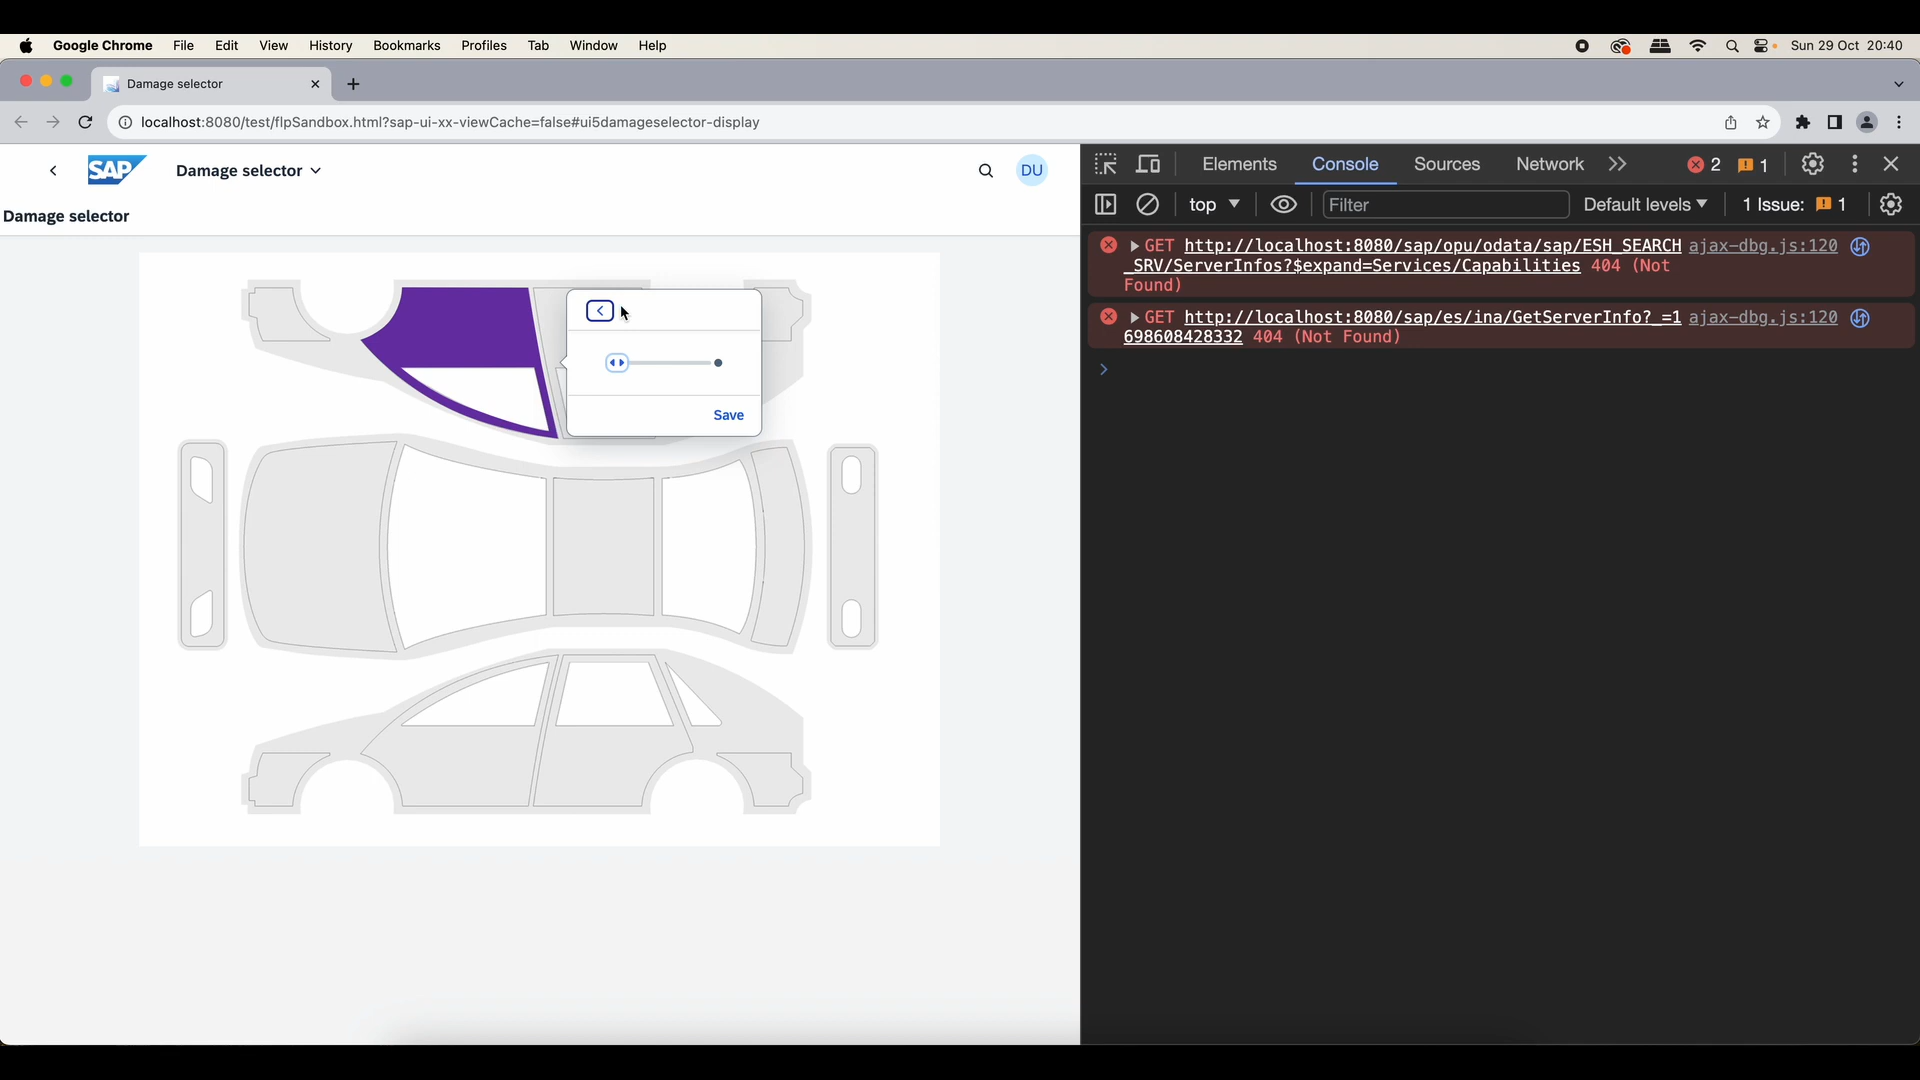 Google Chrome File Edit View History Bookmarks Profiles Tab Window Help Sun 29 Oct 20:40
Damage selector
localhost:8080/test/flpSandbox.html?sap-ui-xx-viewCache=false#ui5damageselector-display
SAP Damage selector DU
Damage selector
Save
Elements Console Sources Network 2 1
top Filter Default levels 1 Issue: 1
GET http://localhost:8080/sap/opu/odata/sap/ESH_SEARCH ajax-dbg.js:120
_SRV/ServerInfos?$expand=Services/Capabilities 404 (Not
Found)
GET http://localhost:8080/sap/es/ina/GetServerInfo?_=1 ajax-dbg.js:120
698608428332 404 (Not Found)